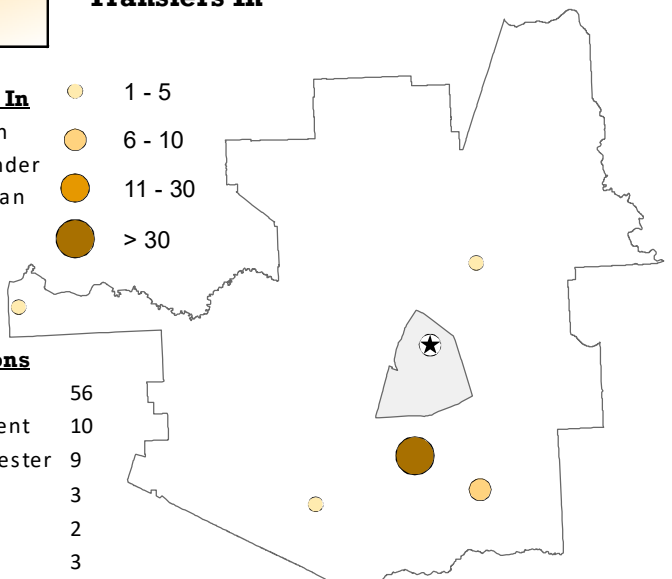 Transfers In
In
n
nder
an
1 - 5
6 - 10
11 - 30
> 30
ons
56
ent 10
ester 9
3
2
3